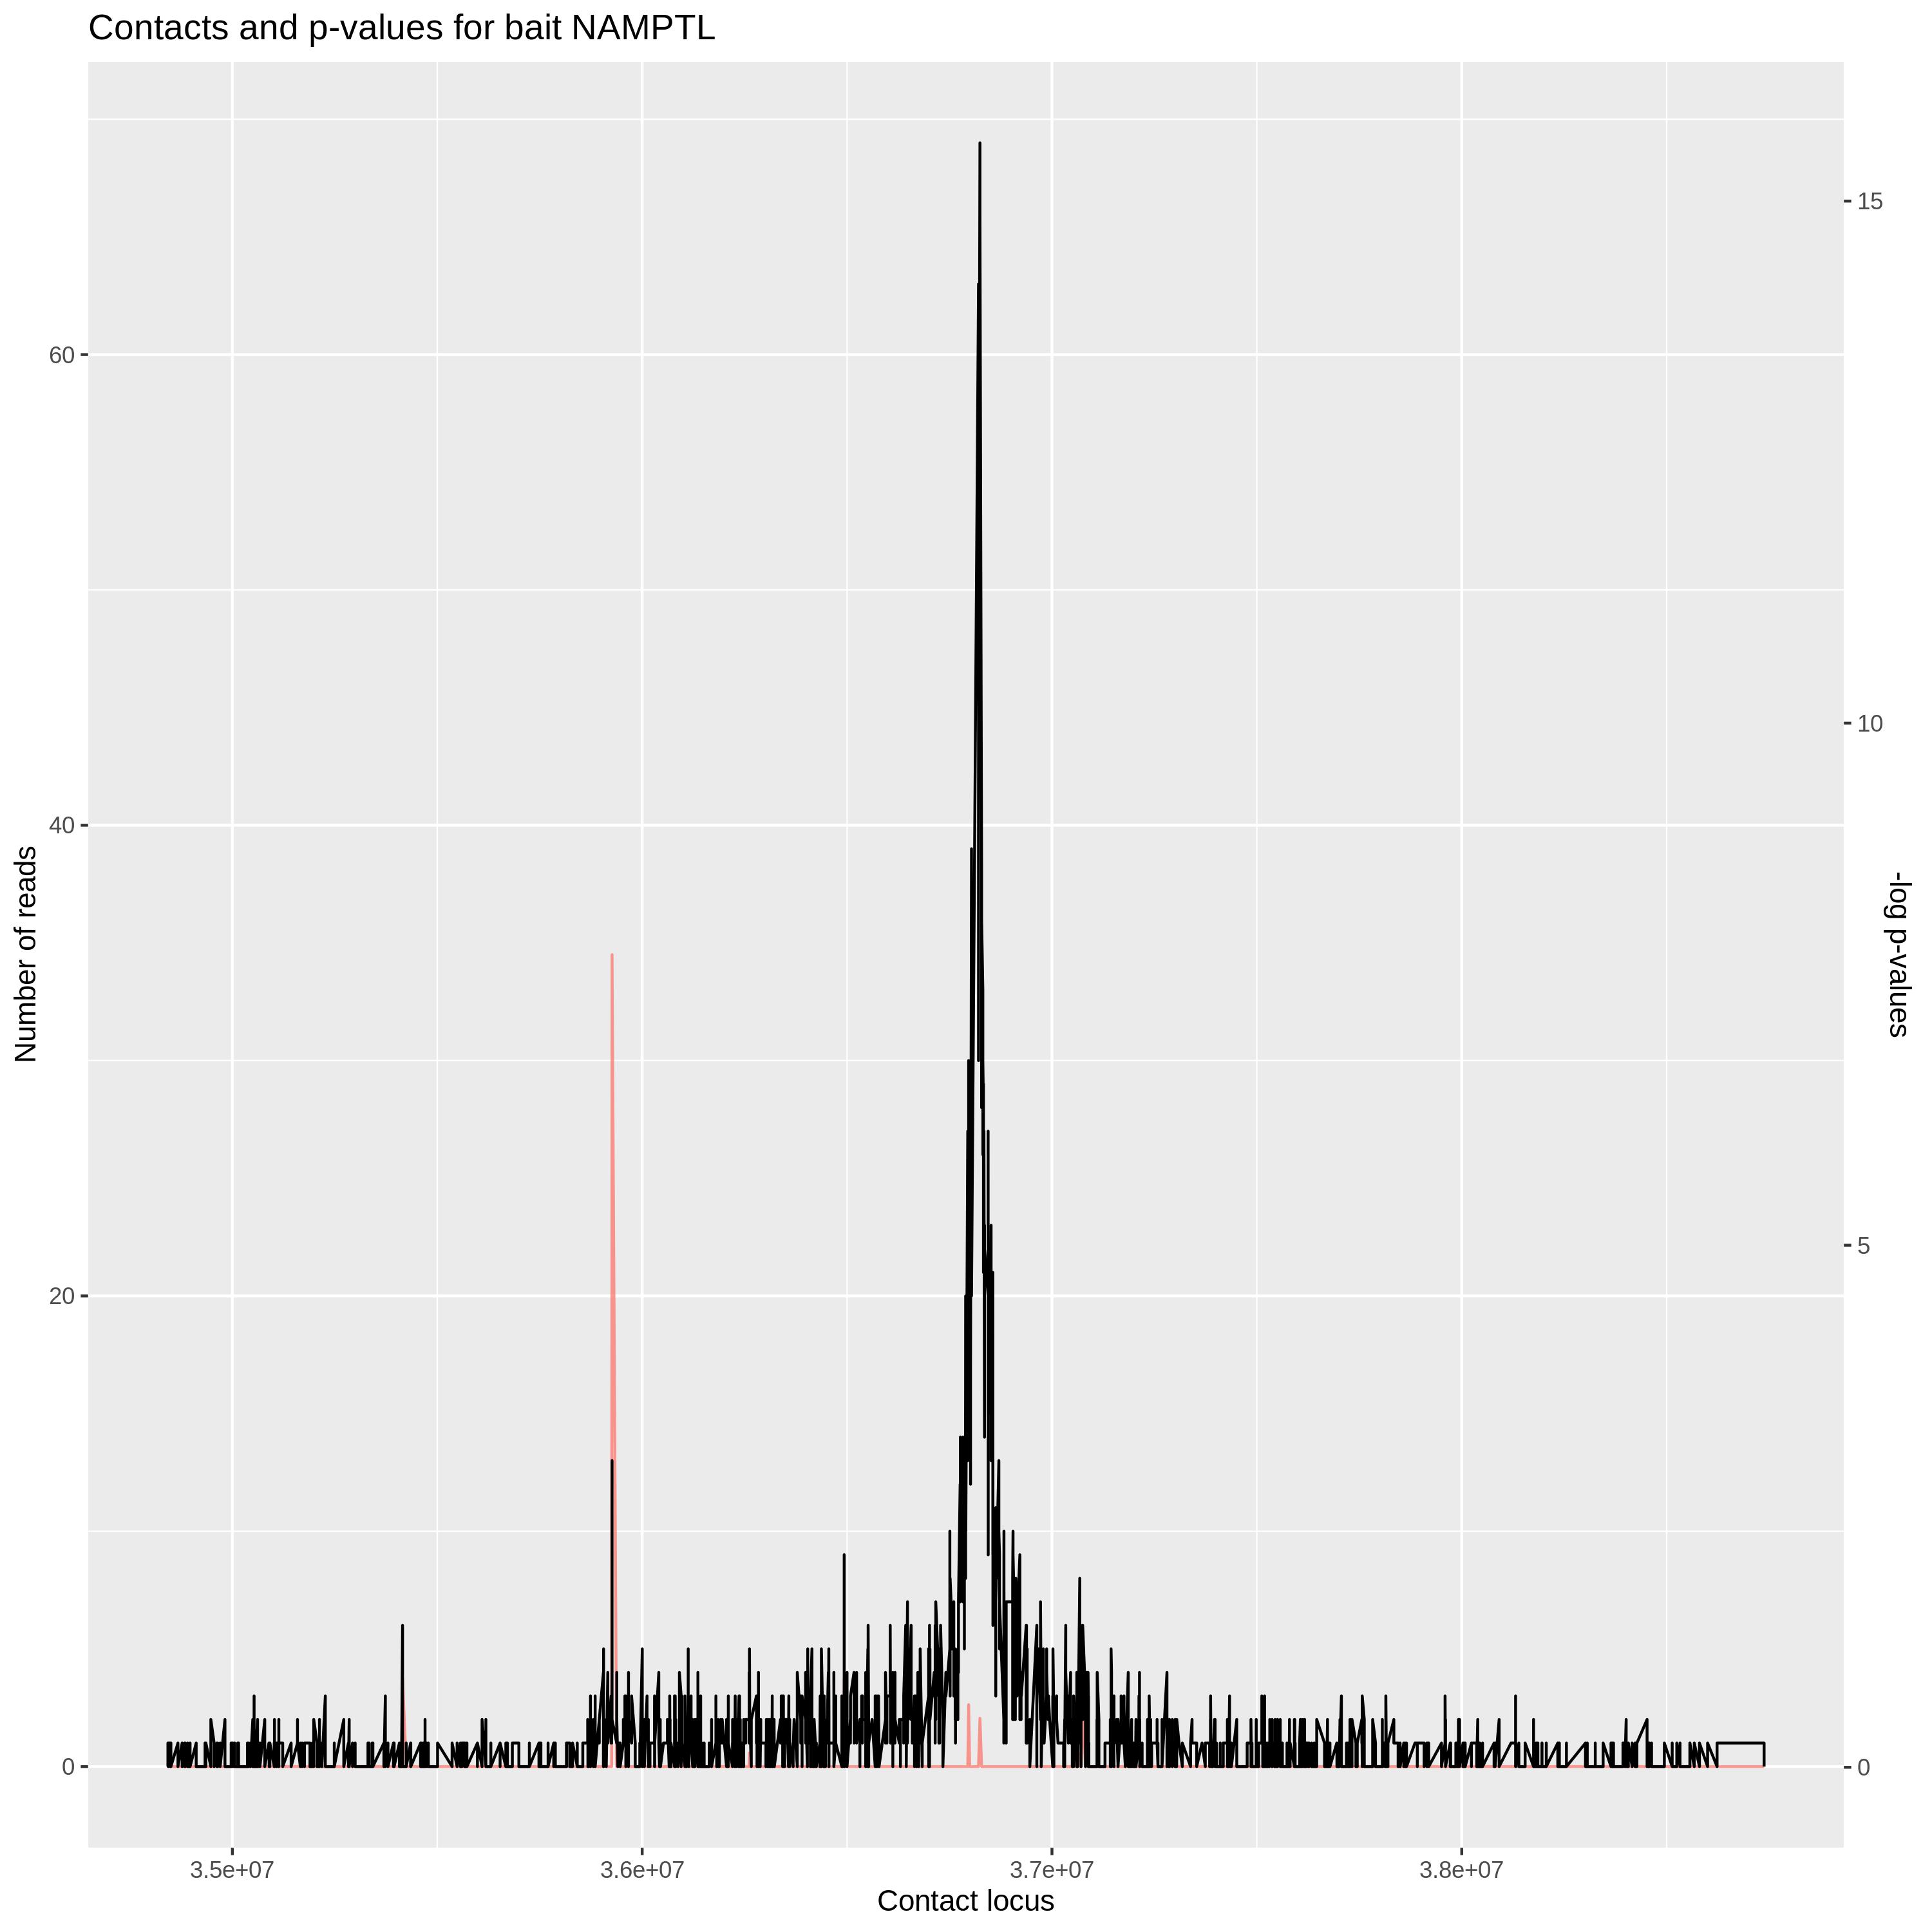 Contacts and p-values for bait NAMPTL
60
40
20
0
Number of reads
15
10
5
0
-log p-values
3.5e+07 3.6e+07 3.7e+07 3.8e+07
Contact locus